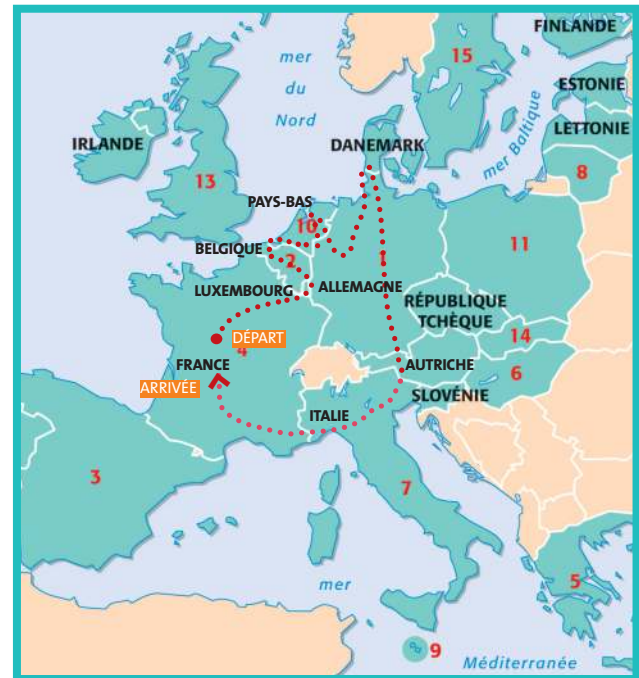 FINLANDE
15
mer
du
Nord
ESTONIE
mer Baltique
LETTONIE
IRLANDE
DANEMARK
8
13
PAYS-BAS
10
11
BELGIQUE
2
1
LUXEMBOURG
ALLEMAGNE
RÉPUBLIQUE
TCHÈQUE
14
DÉPART
4
FRANCE
AUTRICHE
6
ARRIVÉE
SLOVÉNIE
ITALIE
3
7
mer
5
9
Méditerranée